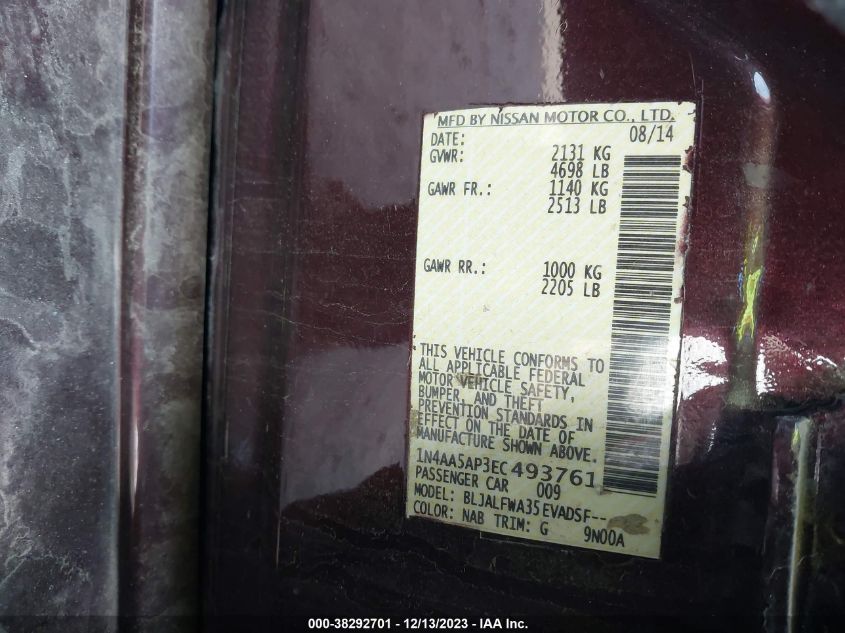 MFD BY NISSAN MOTOR CO., LTD.
DATE: 08/14
GVWR: 2131 KG
4698 LB
GAWR FR.: 1140 KG
2513 LB
GAWR RR.: 1000 KG
2205 LB
THIS VEHICLE CONFORMS TO
ALL APPLICABLE FEDERAL
MOTOR VEHICLE SAFETY,
BUMPER, AND THEFT
PREVENTION STANDARDS IN
EFFECT ON THE DATE OF
MANUFACTURE SHOWN ABOVE.
1N4AA5AP3EC493761
PASSENGER CAR 009
MODEL: BLJALFWA35EVADSF---
COLOR: NAB TRIM: G 9N00A
000-38292701 - 12/13/2023 - IAA Inc.